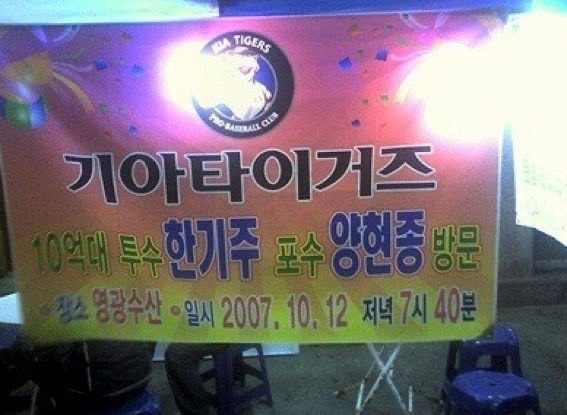 KIA TIGERS
PRO-BASEBALL CLUB
기아타이거즈
10억대 투수 한기주 포수 양현종 방문
· 장소 영광수산 · 일시 2007. 10. 12 저녁 7시 40분